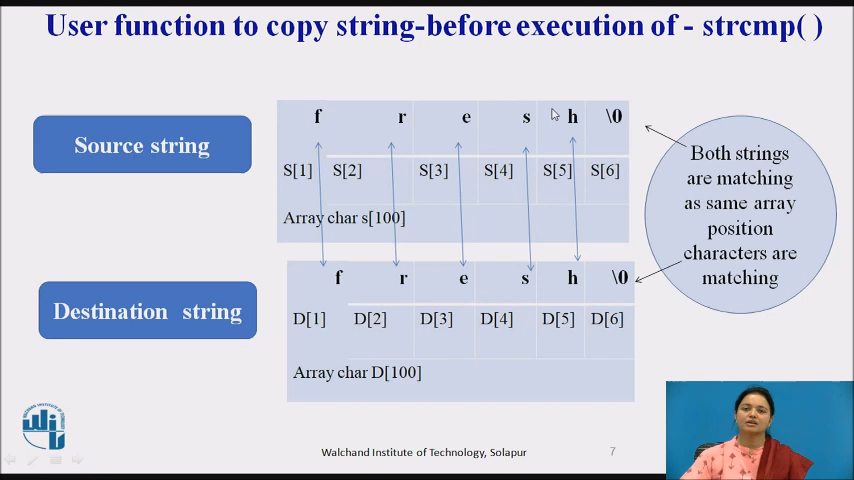 User function to copy string-before execution of - strcmp( )
Source string
f r e s h \0
S[1] S[2] S[3] S[4] S[5] S[6]
Array char s[100]
Both strings
are matching
as same array
position
characters are
matching
Destination string
f r e s h \0
D[1] D[2] D[3] D[4] D[5] D[6]
Array char D[100]
Walchand Institute of Technology, Solapur
7